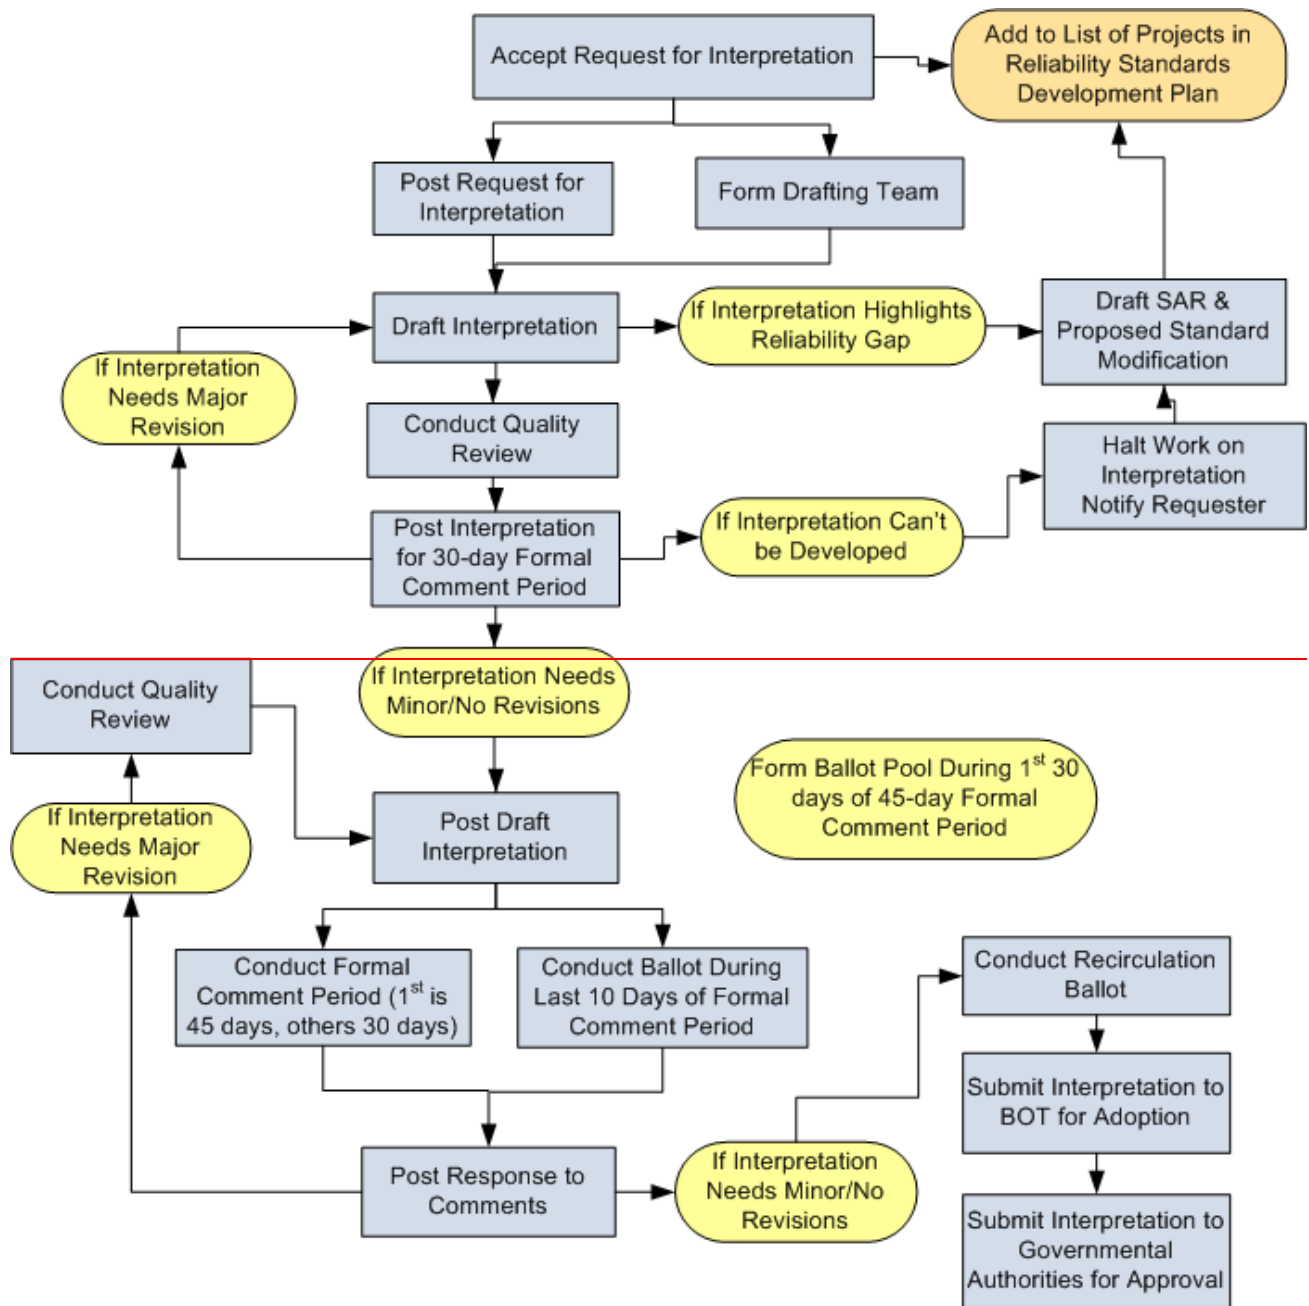 Accept Request for Interpretation
Add to List of Projects in
Reliability Standards
Development Plan
Post Request for
Interpretation
Form Drafting Team
Draft Interpretation
If Interpretation Highlights
Reliability Gap
Draft SAR &
Proposed Standard
Modification
If Interpretation
Needs Major
Revision
Conduct Quality
Review
Halt Work on
Interpretation
Notify Requester
Post Interpretation
for 30-day Formal
Comment Period
If Interpretation Can't
be Developed
If Interpretation Needs
Minor/No Revisions
Conduct Quality
Review
Form Ballot Pool During 1st 30
days of 45-day Formal
Comment Period
If Interpretation
Needs Major
Revision
Post Draft
Interpretation
Conduct Formal
Comment Period (1st is
45 days, others 30 days)
Conduct Ballot During
Last 10 Days of Formal
Comment Period
Conduct Recirculation
Ballot
Submit Interpretation to
BOT for Adoption
Post Response to
Comments
If Interpretation
Needs Minor/No
Revisions
Submit Interpretation to
Governmental
Authorities for Approval